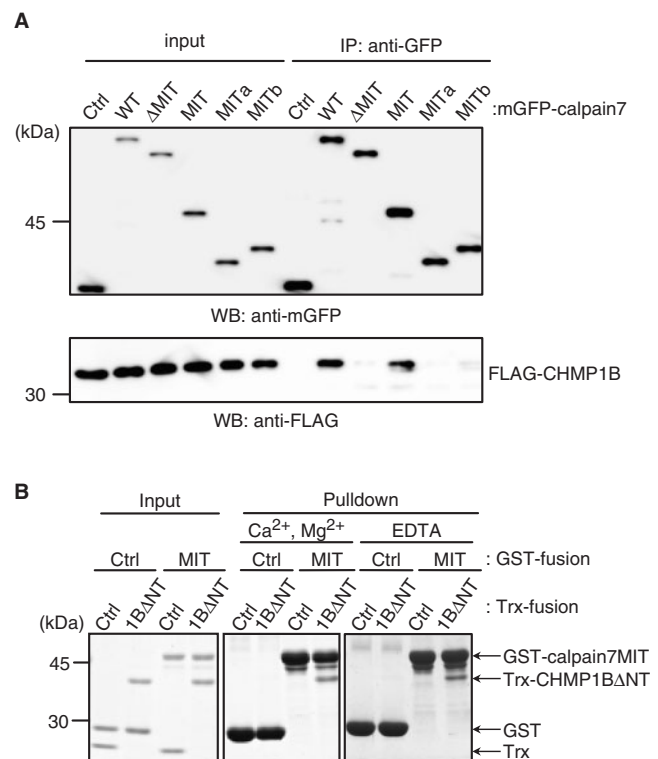 A
input IP: anti-GFP
Ctrl WT ΔMIT MIT MITa MITb Ctrl WT ΔMIT MIT MITa MITb :mGFP-calpain7
(kDa)
45
WB: anti-mGFP
FLAG-CHMP1B
30
WB: anti-FLAG
B
Input Pulldown
Ca2+, Mg2+ EDTA
Ctrl MIT Ctrl MIT Ctrl MIT : GST-fusion
Ctrl 1BΔNT Ctrl 1BΔNT Ctrl 1BΔNT Ctrl 1BΔNT Ctrl 1BΔNT Ctrl 1BΔNT : Trx-fusion
(kDa)
45
GST-calpain7MIT
Trx-CHMP1BΔNT
30
GST
Trx